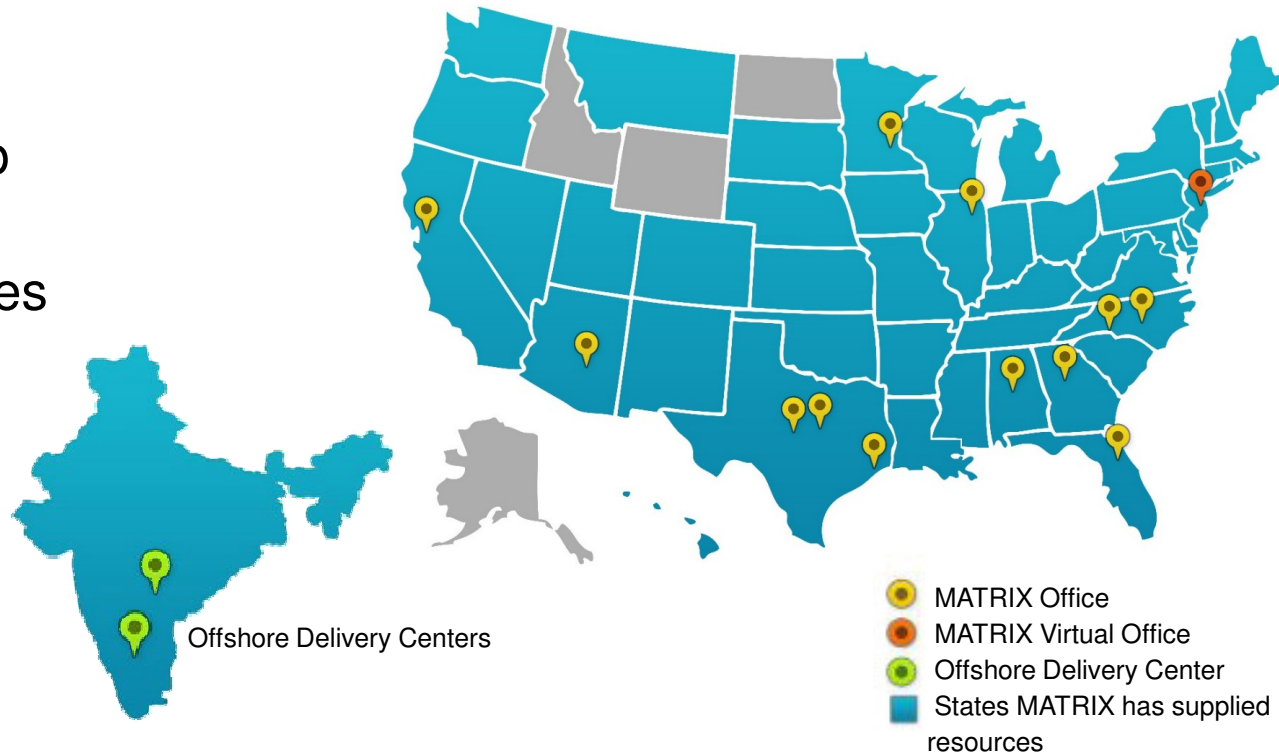 Offshore Delivery Centers
MATRIX Office
MATRIX Virtual Office
Offshore Delivery Center
States MATRIX has supplied
resources